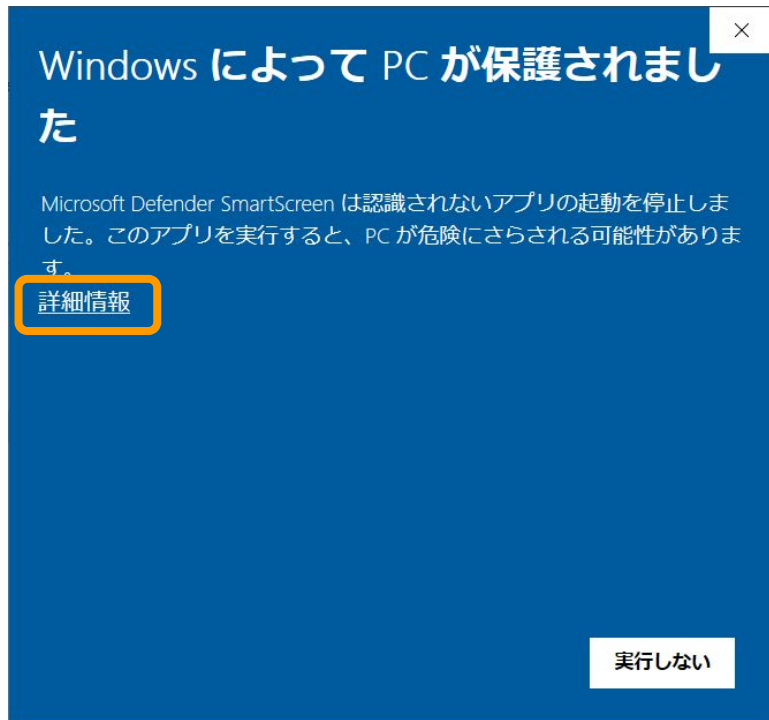 Windows によって PC が保護されまし
た
Microsoft Defender SmartScreen は認識されないアプリの起動を停止しま
した。このアプリを実行すると、PC が危険にさらされる可能性がありま
す。
詳細情報
実行しない